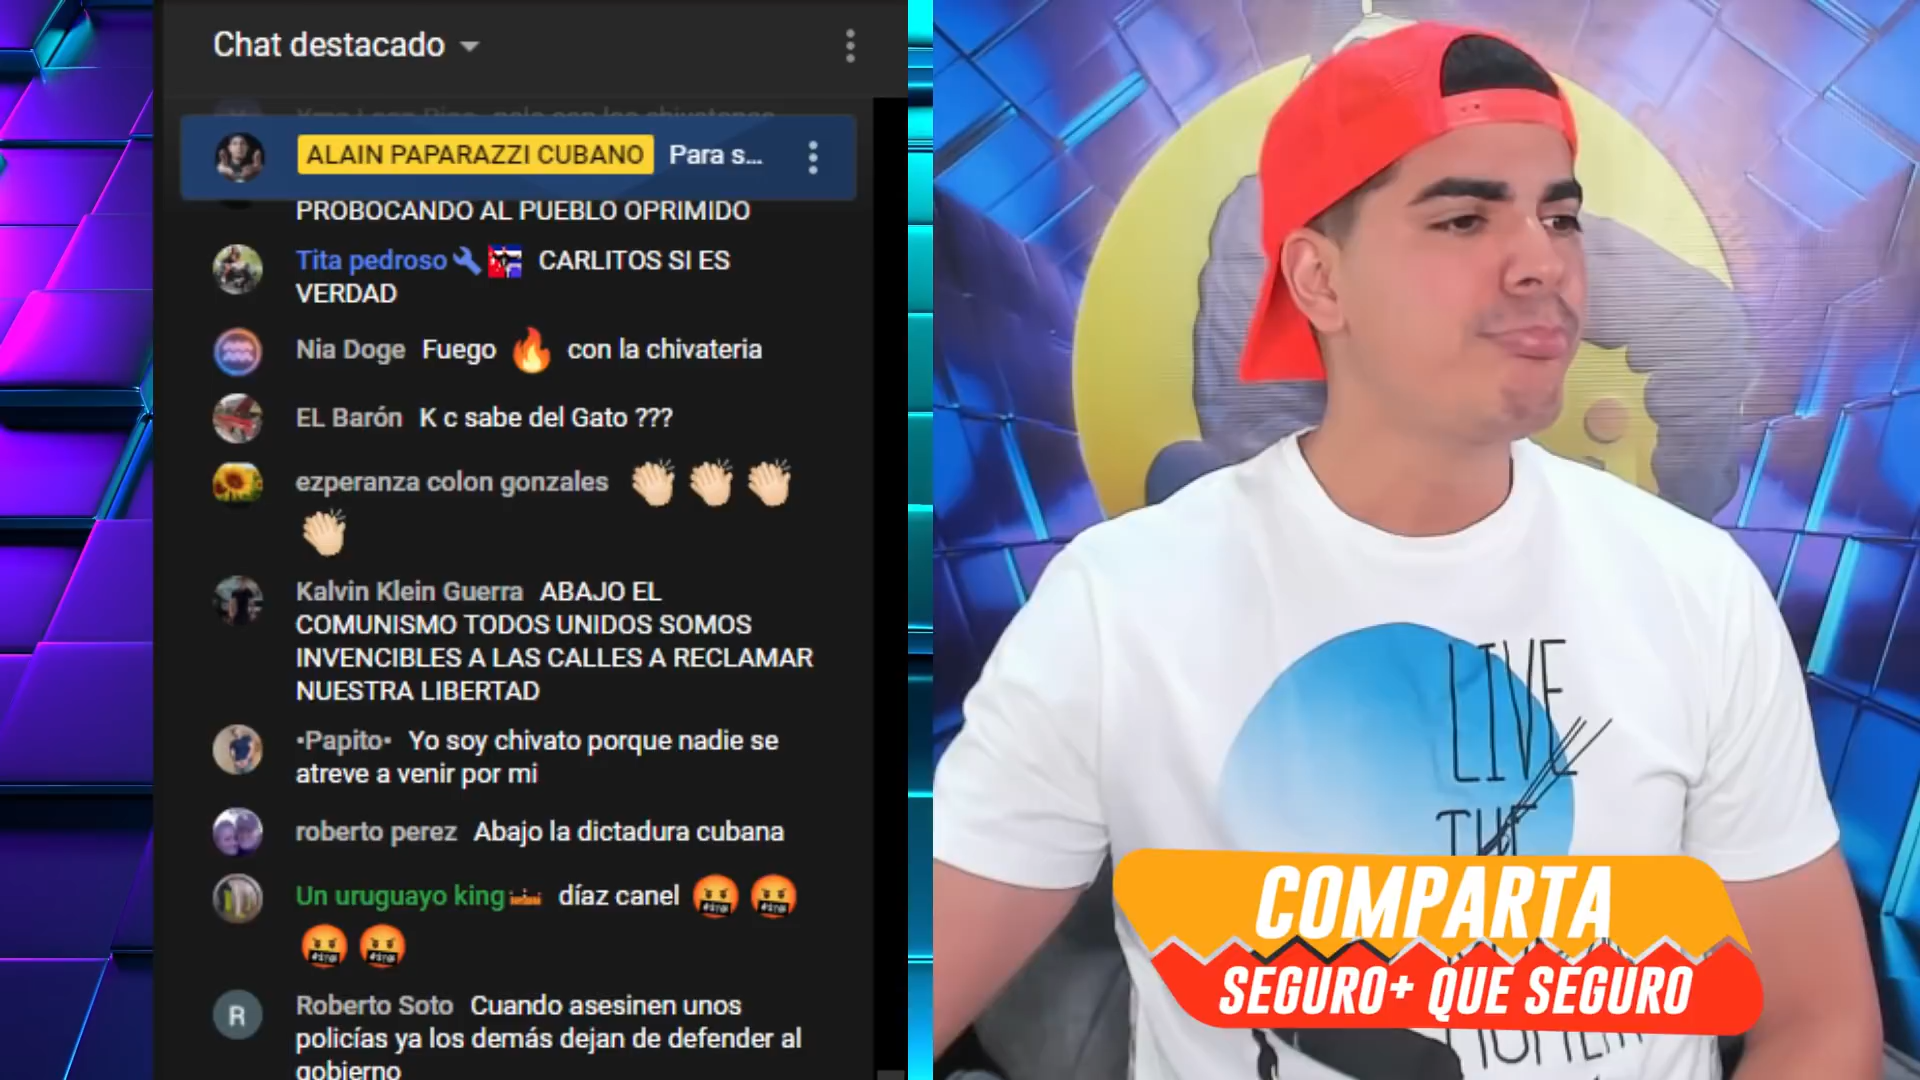 Chat destacado
ALAIN PAPARAZZI CUBANO Para s...
PROBOCANDO AL PUEBLO OPRIMIDO
Tita pedroso CARLITOS SI ES
VERDAD
Nia Doge Fuego 🔥 con la chivateria
EL Barón K c sabe del Gato ???
ezperanza colon gonzales 👏🏻 👏🏻 👏🏻
👏🏻
Kalvin Klein Guerra ABAJO EL
COMUNISMO TODOS UNIDOS SOMOS
INVENCIBLES A LAS CALLES A RECLAMAR
NUESTRA LIBERTAD
•Papito• Yo soy chivato porque nadie se
atreve a venir por mi
roberto perez Abajo la dictadura cubana
Un uruguayo king díaz canel 🤬 🤬
🤬 🤬
R
Roberto Soto Cuando asesinen unos
policías ya los demás dejan de defender al
gobierno
LIVE
THE
COMPARTA
SEGURO+ QUE SEGURO